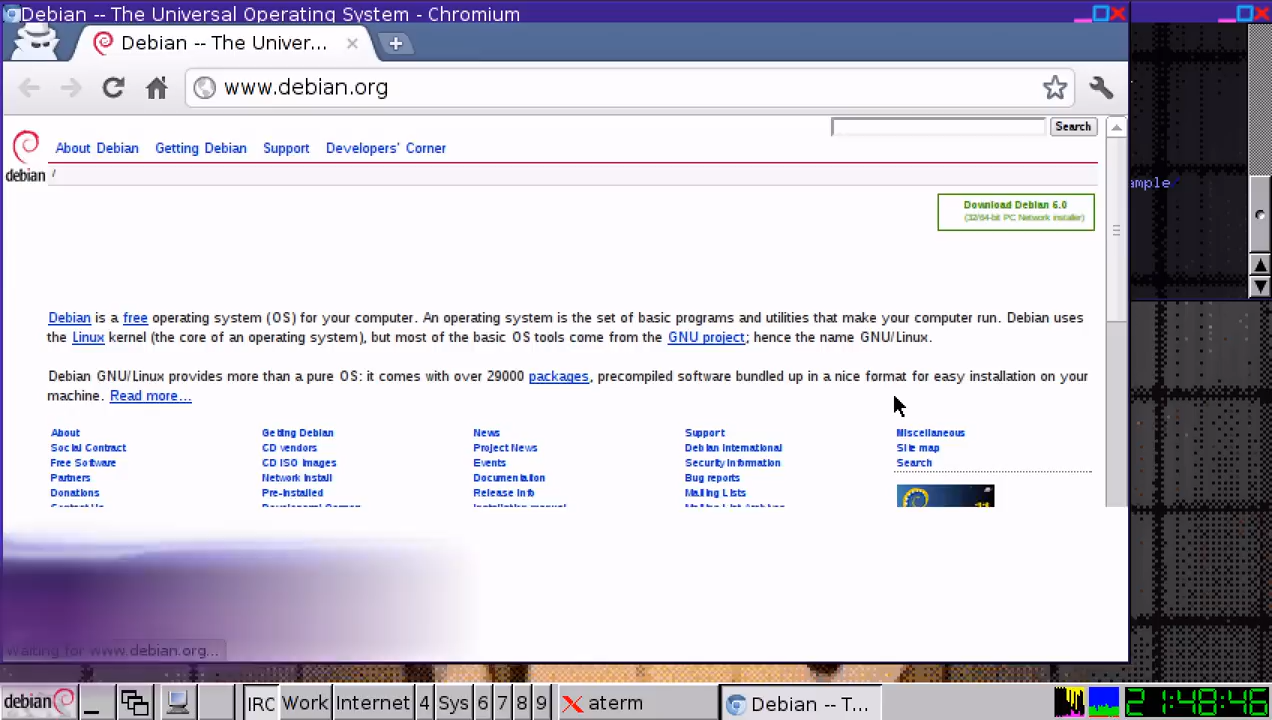 Debian -- The Universal Operating System - Chromium
Debian -- The Univer...
www.debian.org
Search
About Debian Getting Debian Support Developers' Corner
debian /
Download Debian 6.0
(32/64-bit PC Network installer)
ample
Debian is a free operating system (OS) for your computer. An operating system is the set of basic programs and utilities that make your computer run. Debian uses
the Linux kernel (the core of an operating system), but most of the basic OS tools come from the GNU project; hence the name GNU/Linux.
Debian GNU/Linux provides more than a pure OS: it comes with over 29000 packages, precompiled software bundled up in a nice format for easy installation on your
machine. Read more...
About
Social Contract
Free Software
Partners
Donations
Contact Us
Getting Debian
CD vendors
CD ISO images
Network install
Pre-installed
News
Project News
Events
Documentation
Release Info
Installation manual
Support
Debian International
Security Information
Bug reports
Mailing Lists
Mailing List Archives
Miscellaneous
Site map
Search
Waiting for www.debian.org...
debian IRC Work Internet 4 Sys 6 7 8 9 aterm Debian -- T... 21:48:46